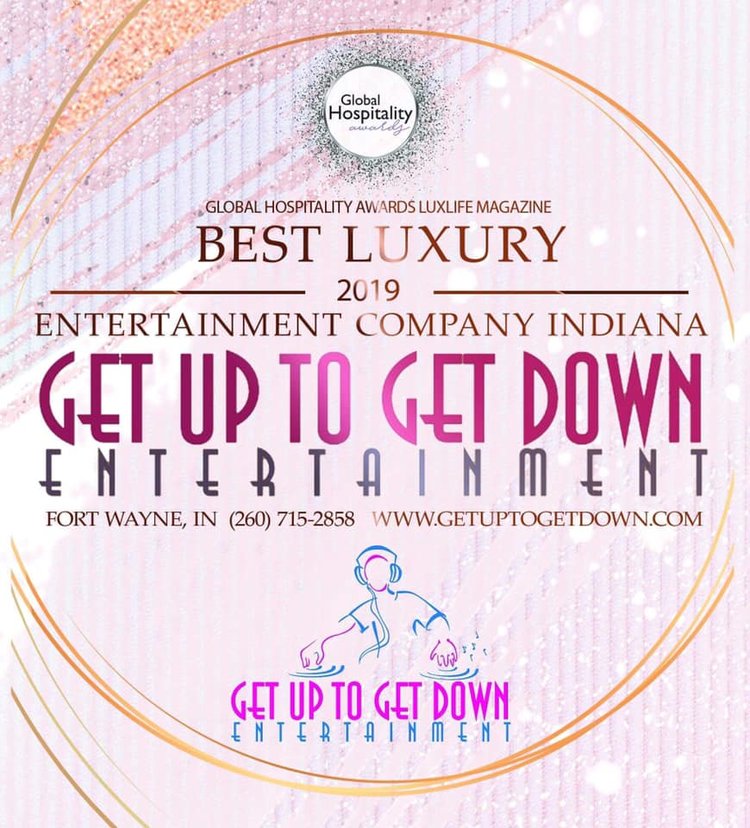 Global
Hospitality
awards
GLOBAL HOSPITALITY AWARDS LUXLIFE MAGAZINE
BEST LUXURY
2019
ENTERTAINMENT COMPANY INDIANA
GET UP TO GET DOWN
ENTERTAINMENT
FORT WAYNE, IN (260) 715-2858 WWW.GETUPTOGETDOWN.COM
GET UP TO GET DOWN
ENTERTAINMENT